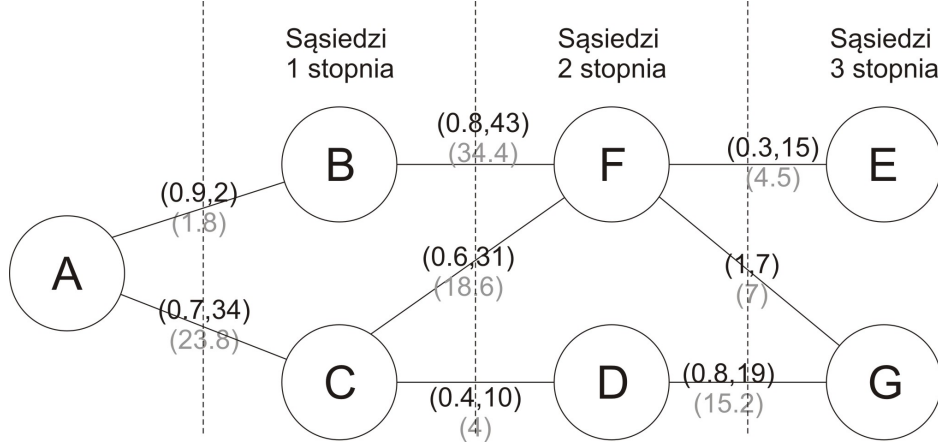 Sąsiedzi
1 stopnia
Sąsiedzi
2 stopnia
Sąsiedzi
3 stopnia
(0.8,43)
(34.4)
B
F
(0.3,15)
(4.5)
E
(0.9,2)
(1.8)
A
(0.6,31)
(18.6)
(1,7)
(7)
(0.7,34)
(23.8)
C
(0.4,10)
(4)
D
(0.8,19)
(15.2)
G